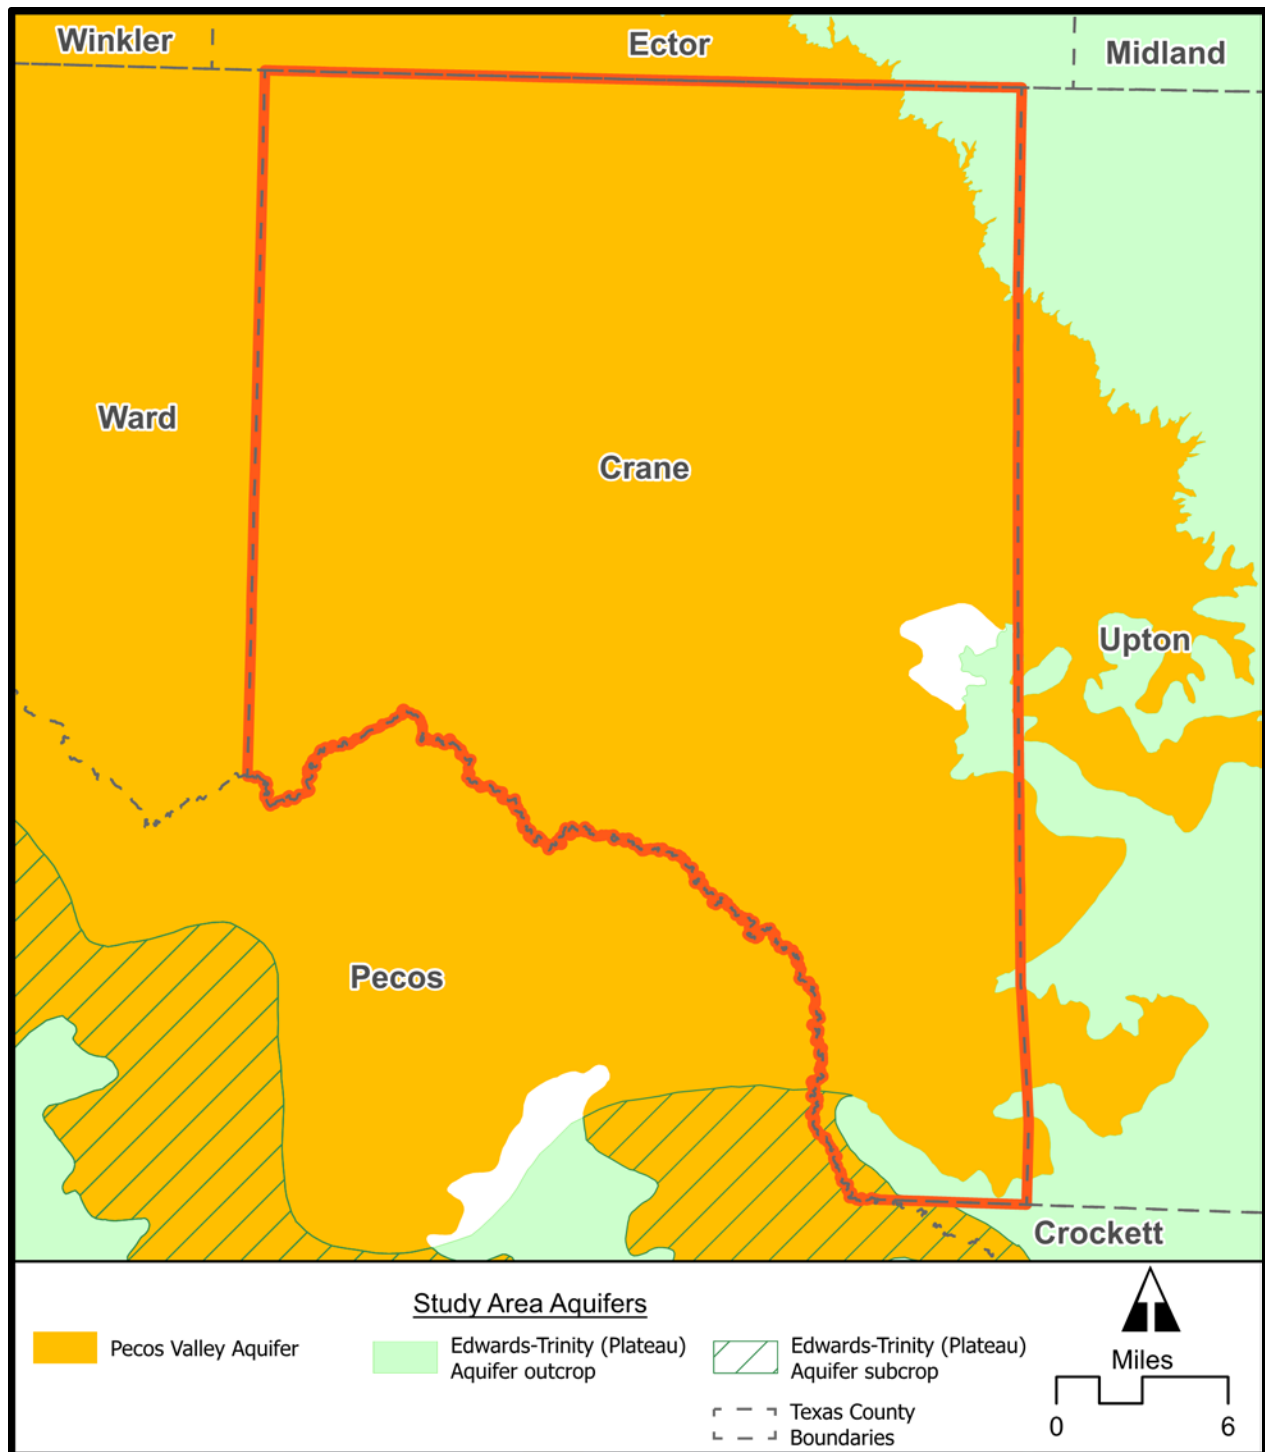 Winkler
Ector
Midland
Ward
Crane
Upton
Pecos
Crockett
Study Area Aquifers
Pecos Valley Aquifer
Edwards-Trinity (Plateau)
Aquifer outcrop
Edwards-Trinity (Plateau)
Aquifer subcrop
Texas County
Boundaries
Miles
0 6